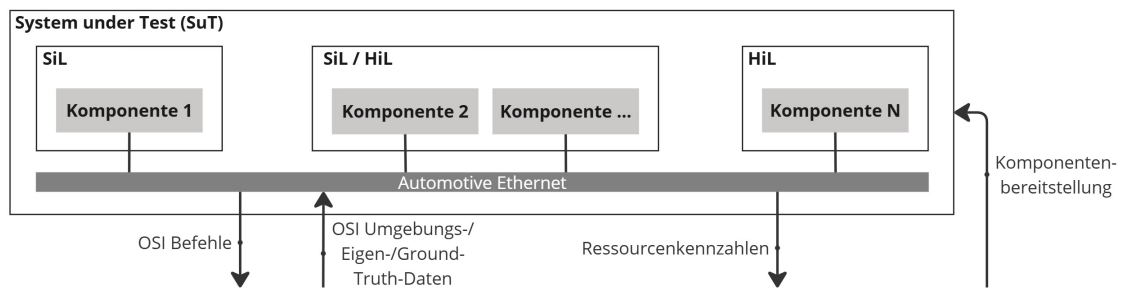 System under Test (SuT)
SiL
SiL / HiL
HiL
Komponente 1
Komponente 2
Komponente ...
Komponente N
Automotive Ethernet
Komponenten-
bereitstellung
OSI Befehle
OSI Umgebungs-/
Eigen-/Ground-
Truth-Daten
Ressourcenkennzahlen